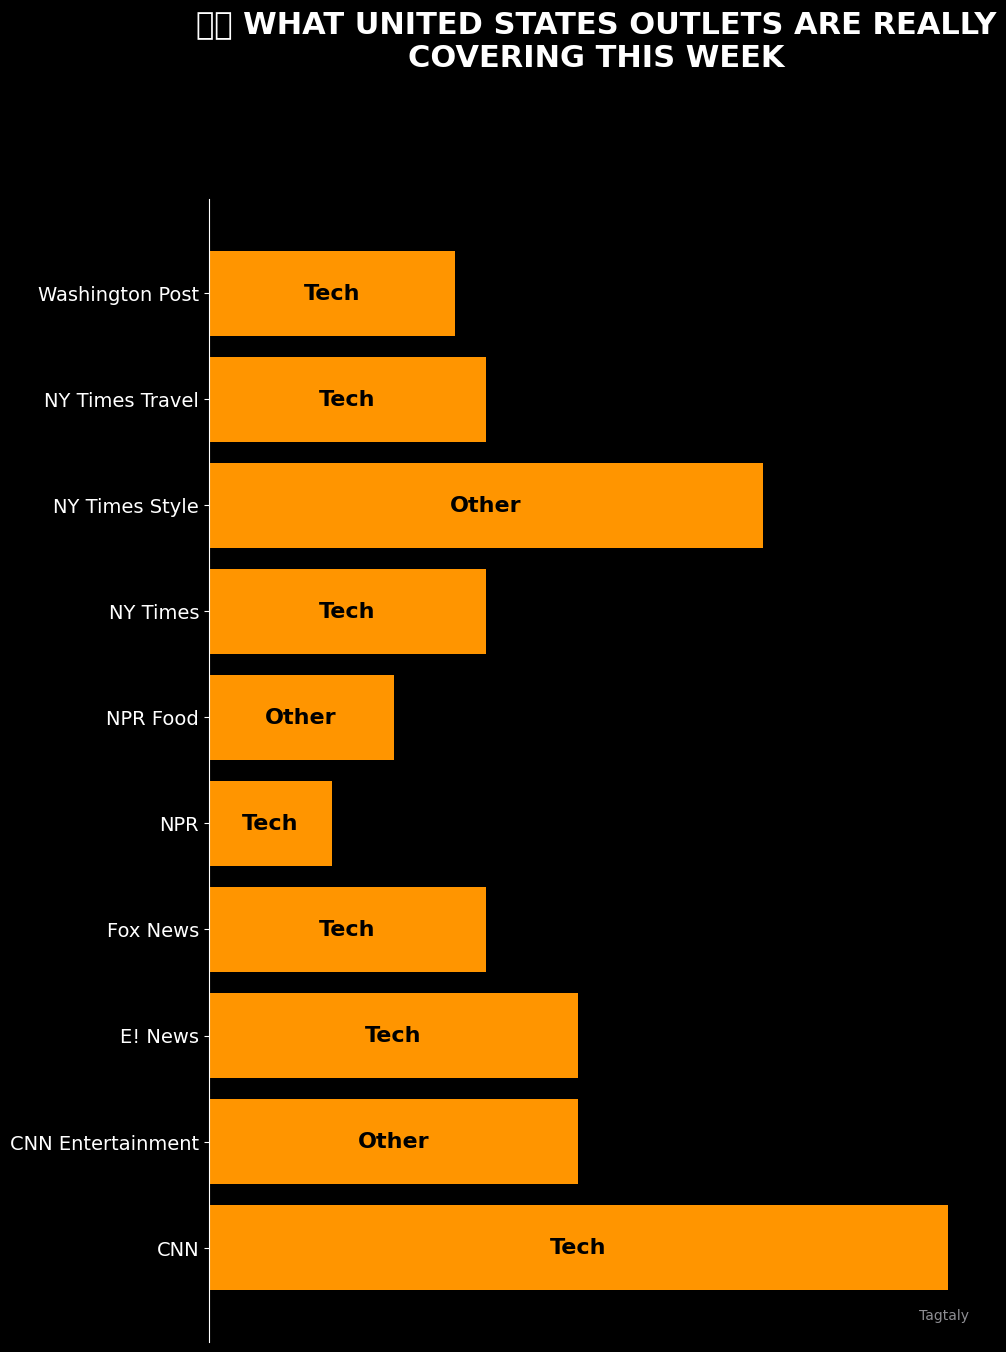 WHAT UNITED STATES OUTLETS ARE REALLY
COVERING THIS WEEK
Washington Post
Tech
NY Times Travel
Tech
NY Times Style
Other
NY Times
Tech
NPR Food
Other
NPR
Tech
Fox News
Tech
E! News
Tech
CNN Entertainment
Other
CNN
Tech
Tagtaly